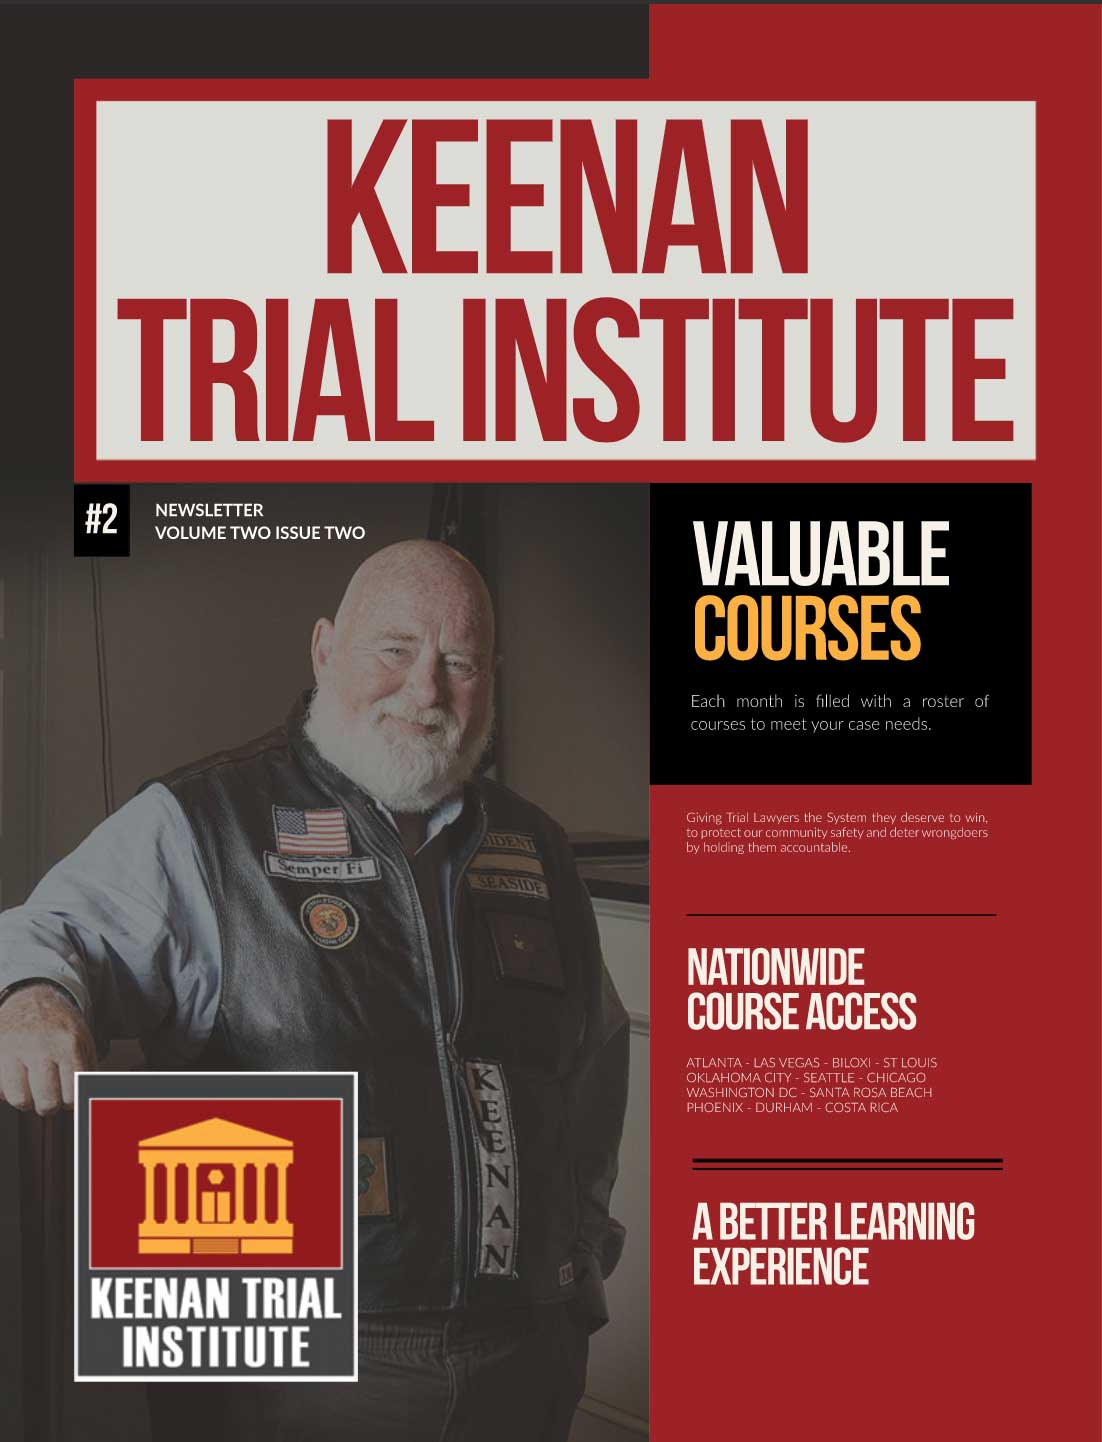 KEENAN
TRIAL INSTITUTE
#2
NEWSLETTER
VOLUME TWO ISSUE TWO
VALUABLE
COURSES
Each month is filled with a roster of
courses to meet your case needs.
Giving Trial Lawyers the System they deserve to win,
to protect our community safety and deter wrongdoers
by holding them accountable.
NATIONWIDE
COURSE ACCESS
ATLANTA - LAS VEGAS - BILOXI - ST LOUIS
OKLAHOMA CITY - SEATTLE - CHICAGO
WASHINGTON DC - SANTA ROSA BEACH
PHOENIX - DURHAM - COSTA RICA
A BETTER LEARNING
EXPERIENCE
Semper Fi
SEASIDE
KEENAN
KEENAN TRIAL
INSTITUTE